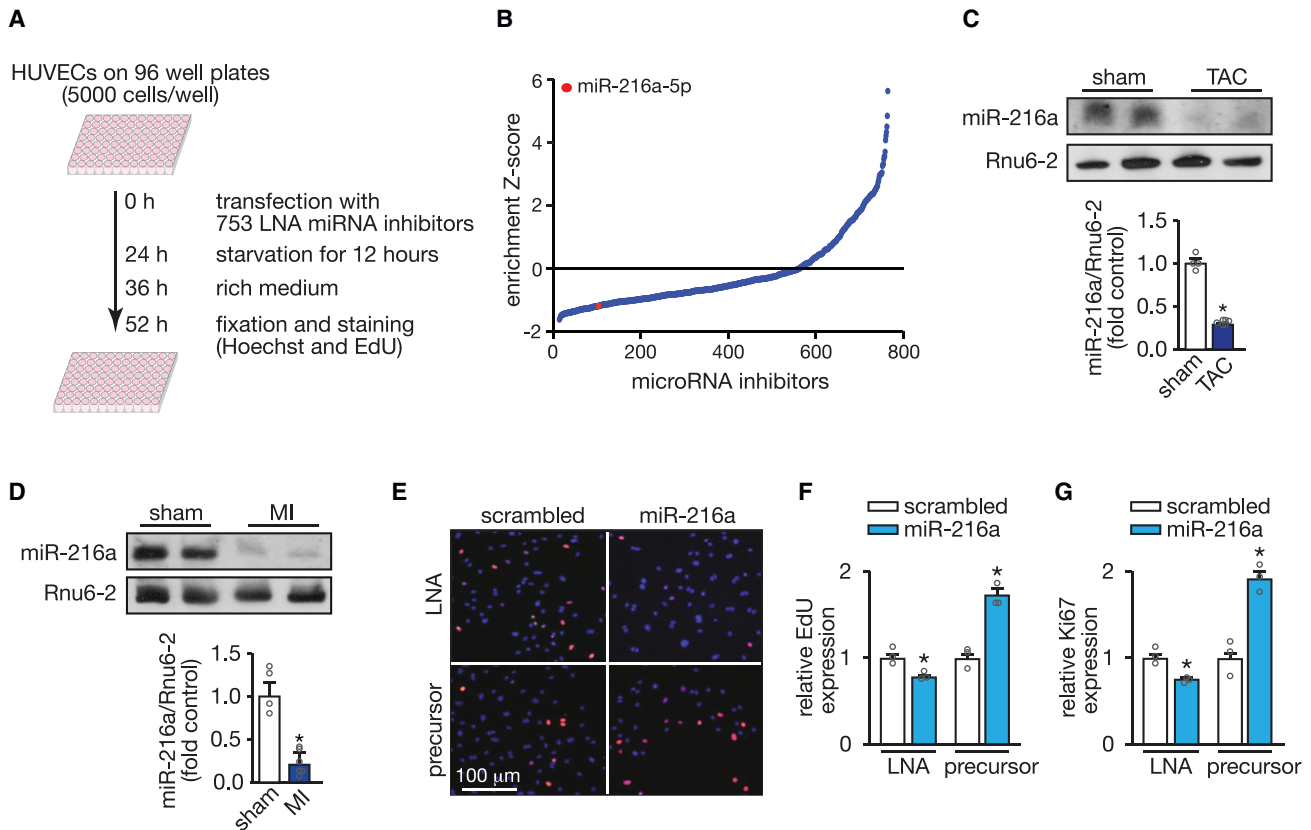 A
HUVECs on 96 well plates
(5000 cells/well)
0 h transfection with
753 LNA miRNA inhibitors
24 h starvation for 12 hours
36 h rich medium
52 h fixation and staining
(Hoechst and EdU)
B
miR-216a-5p
enrichment Z-score
6
4
2
0
-2
0 200 400 600 800
microRNA inhibitors
C
sham TAC
miR-216a
Rnu6-2
miR-216a/Rnu6-2
(fold control)
1.5
1.0
0.5
0.0
*
sham TAC
D
sham MI
miR-216a
Rnu6-2
miR-216a/Rnu6-2
(fold control)
1.5
1.0
0.5
0.0
*
sham MI
E
scrambled miR-216a
LNA
precursor
100 µm
F
scrambled
miR-216a
relative EdU
expression
2
1
0
* *
LNA precursor
G
scrambled
miR-216a
relative Ki67
expression
2
1
0
* *
LNA precursor